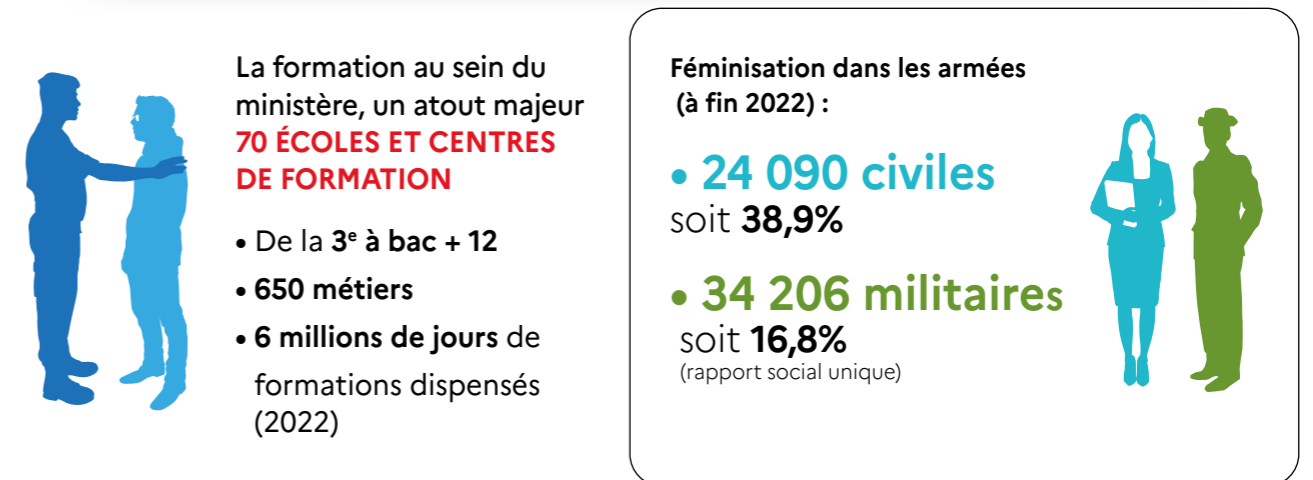 La formation au sein du
ministère, un atout majeur
70 ÉCOLES ET CENTRES
DE FORMATION
• De la 3e à bac + 12
• 650 métiers
• 6 millions de jours de
formations dispensés
(2022)
Féminisation dans les armées
(à fin 2022) :
• 24 090 civiles
soit 38,9%
• 34 206 militaires
soit 16,8%
(rapport social unique)